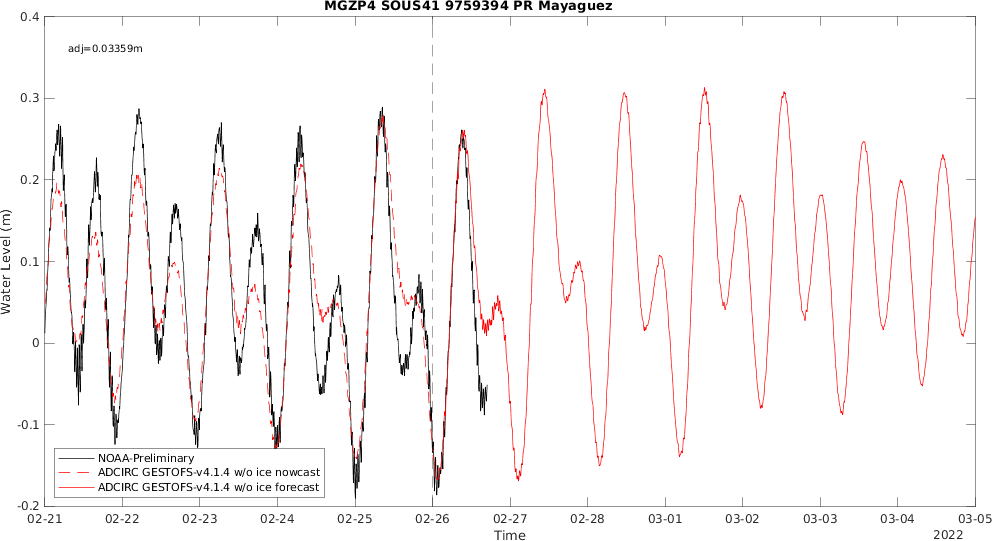 MGZP4 SOUS41 9759394 PR Mayaguez
adj=0.03359m
0.4
0.3
0.2
0.1
0
-0.1
-0.2
Water Level (m)
NOAA-Preliminary
ADCIRC GESTOFS-v4.1.4 w/o ice nowcast
ADCIRC GESTOFS-v4.1.4 w/o ice forecast
02-21 02-22 02-23 02-24 02-25 02-26 02-27 02-28 03-01 03-02 03-03 03-04 03-05
Time
2022